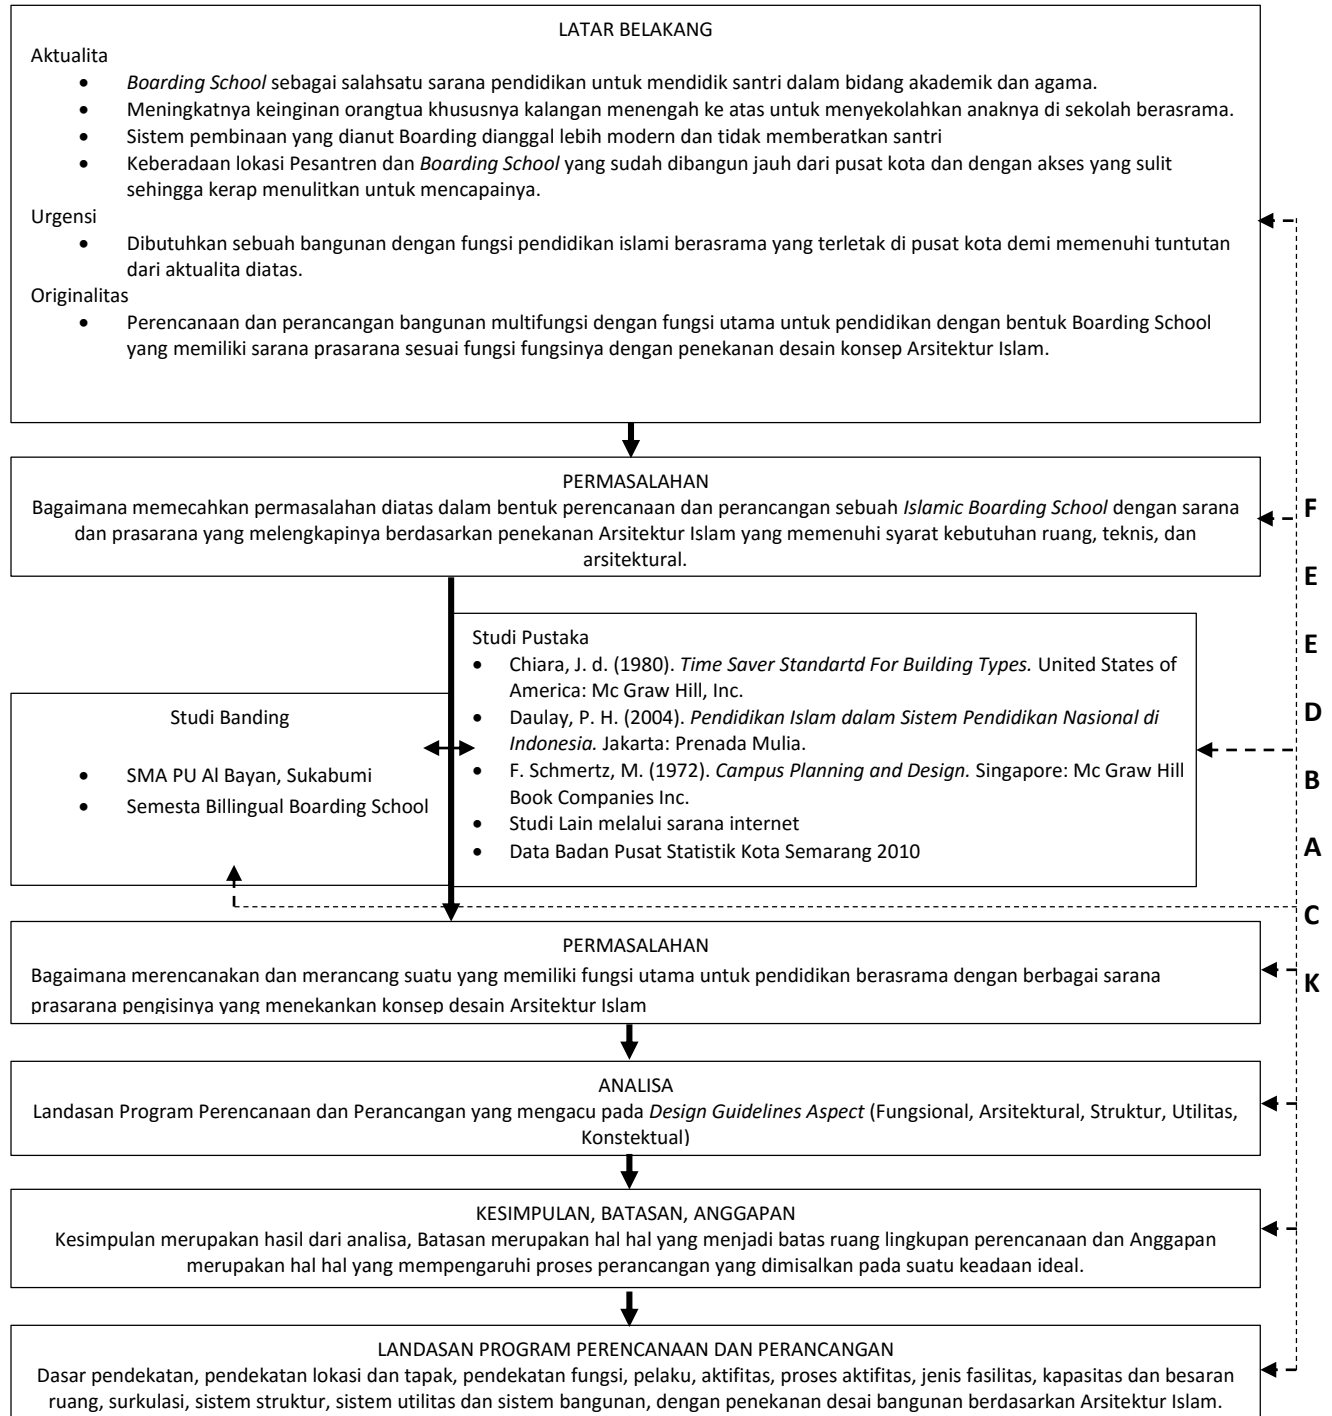 LATAR BELAKANG
Aktualita
• Boarding School sebagai salahsatu sarana pendidikan untuk mendidik santri dalam bidang akademik dan agama.
• Meningkatnya keinginan orangtua khususnya kalangan menengah ke atas untuk menyekolahkan anaknya di sekolah berasrama.
• Sistem pembinaan yang dianut Boarding dianggal lebih modern dan tidak memberatkan santri
• Keberadaan lokasi Pesantren dan Boarding School yang sudah dibangun jauh dari pusat kota dan dengan akses yang sulit
sehingga kerap menulitkan untuk mencapainya.
Urgensi
• Dibutuhkan sebuah bangunan dengan fungsi pendidikan islami berasrama yang terletak di pusat kota demi memenuhi tuntutan
dari aktualita diatas.
Originalitas
• Perencanaan dan perancangan bangunan multifungsi dengan fungsi utama untuk pendidikan dengan bentuk Boarding School
yang memiliki sarana prasarana sesuai fungsi fungsinya dengan penekanan desain konsep Arsitektur Islam.
PERMASALAHAN
Bagaimana memecahkan permasalahan diatas dalam bentuk perencanaan dan perancangan sebuah Islamic Boarding School dengan sarana
dan prasarana yang melengkapinya berdasarkan penekanan Arsitektur Islam yang memenuhi syarat kebutuhan ruang, teknis, dan
arsitektural.
Studi Pustaka
• Chiara, J. d. (1980). Time Saver Standartd For Building Types. United States of
America: Mc Graw Hill, Inc.
• Daulay, P. H. (2004). Pendidikan Islam dalam Sistem Pendidikan Nasional di
Indonesia. Jakarta: Prenada Mulia.
• F. Schmertz, M. (1972). Campus Planning and Design. Singapore: Mc Graw Hill
Book Companies Inc.
• Studi Lain melalui sarana internet
• Data Badan Pusat Statistik Kota Semarang 2010
Studi Banding
• SMA PU Al Bayan, Sukabumi
• Semesta Billingual Boarding School
PERMASALAHAN
Bagaimana merencanakan dan merancang suatu yang memiliki fungsi utama untuk pendidikan berasrama dengan berbagai sarana
prasarana pengisinya yang menekankan konsep desain Arsitektur Islam
ANALISA
Landasan Program Perencanaan dan Perancangan yang mengacu pada Design Guidelines Aspect (Fungsional, Arsitektural, Struktur, Utilitas,
Konstektual)
KESIMPULAN, BATASAN, ANGGAPAN
Kesimpulan merupakan hasil dari analisa, Batasan merupakan hal hal yang menjadi batas ruang lingkupan perencanaan dan Anggapan
merupakan hal hal yang mempengaruhi proses perancangan yang dimisalkan pada suatu keadaan ideal.
LANDASAN PROGRAM PERENCANAAN DAN PERANCANGAN
Dasar pendekatan, pendekatan lokasi dan tapak, pendekatan fungsi, pelaku, aktifitas, proses aktifitas, jenis fasilitas, kapasitas dan besaran
ruang, surkulasi, sistem struktur, sistem utilitas dan sistem bangunan, dengan penekanan desai bangunan berdasarkan Arsitektur Islam.
F
E
E
D
B
A
C
K